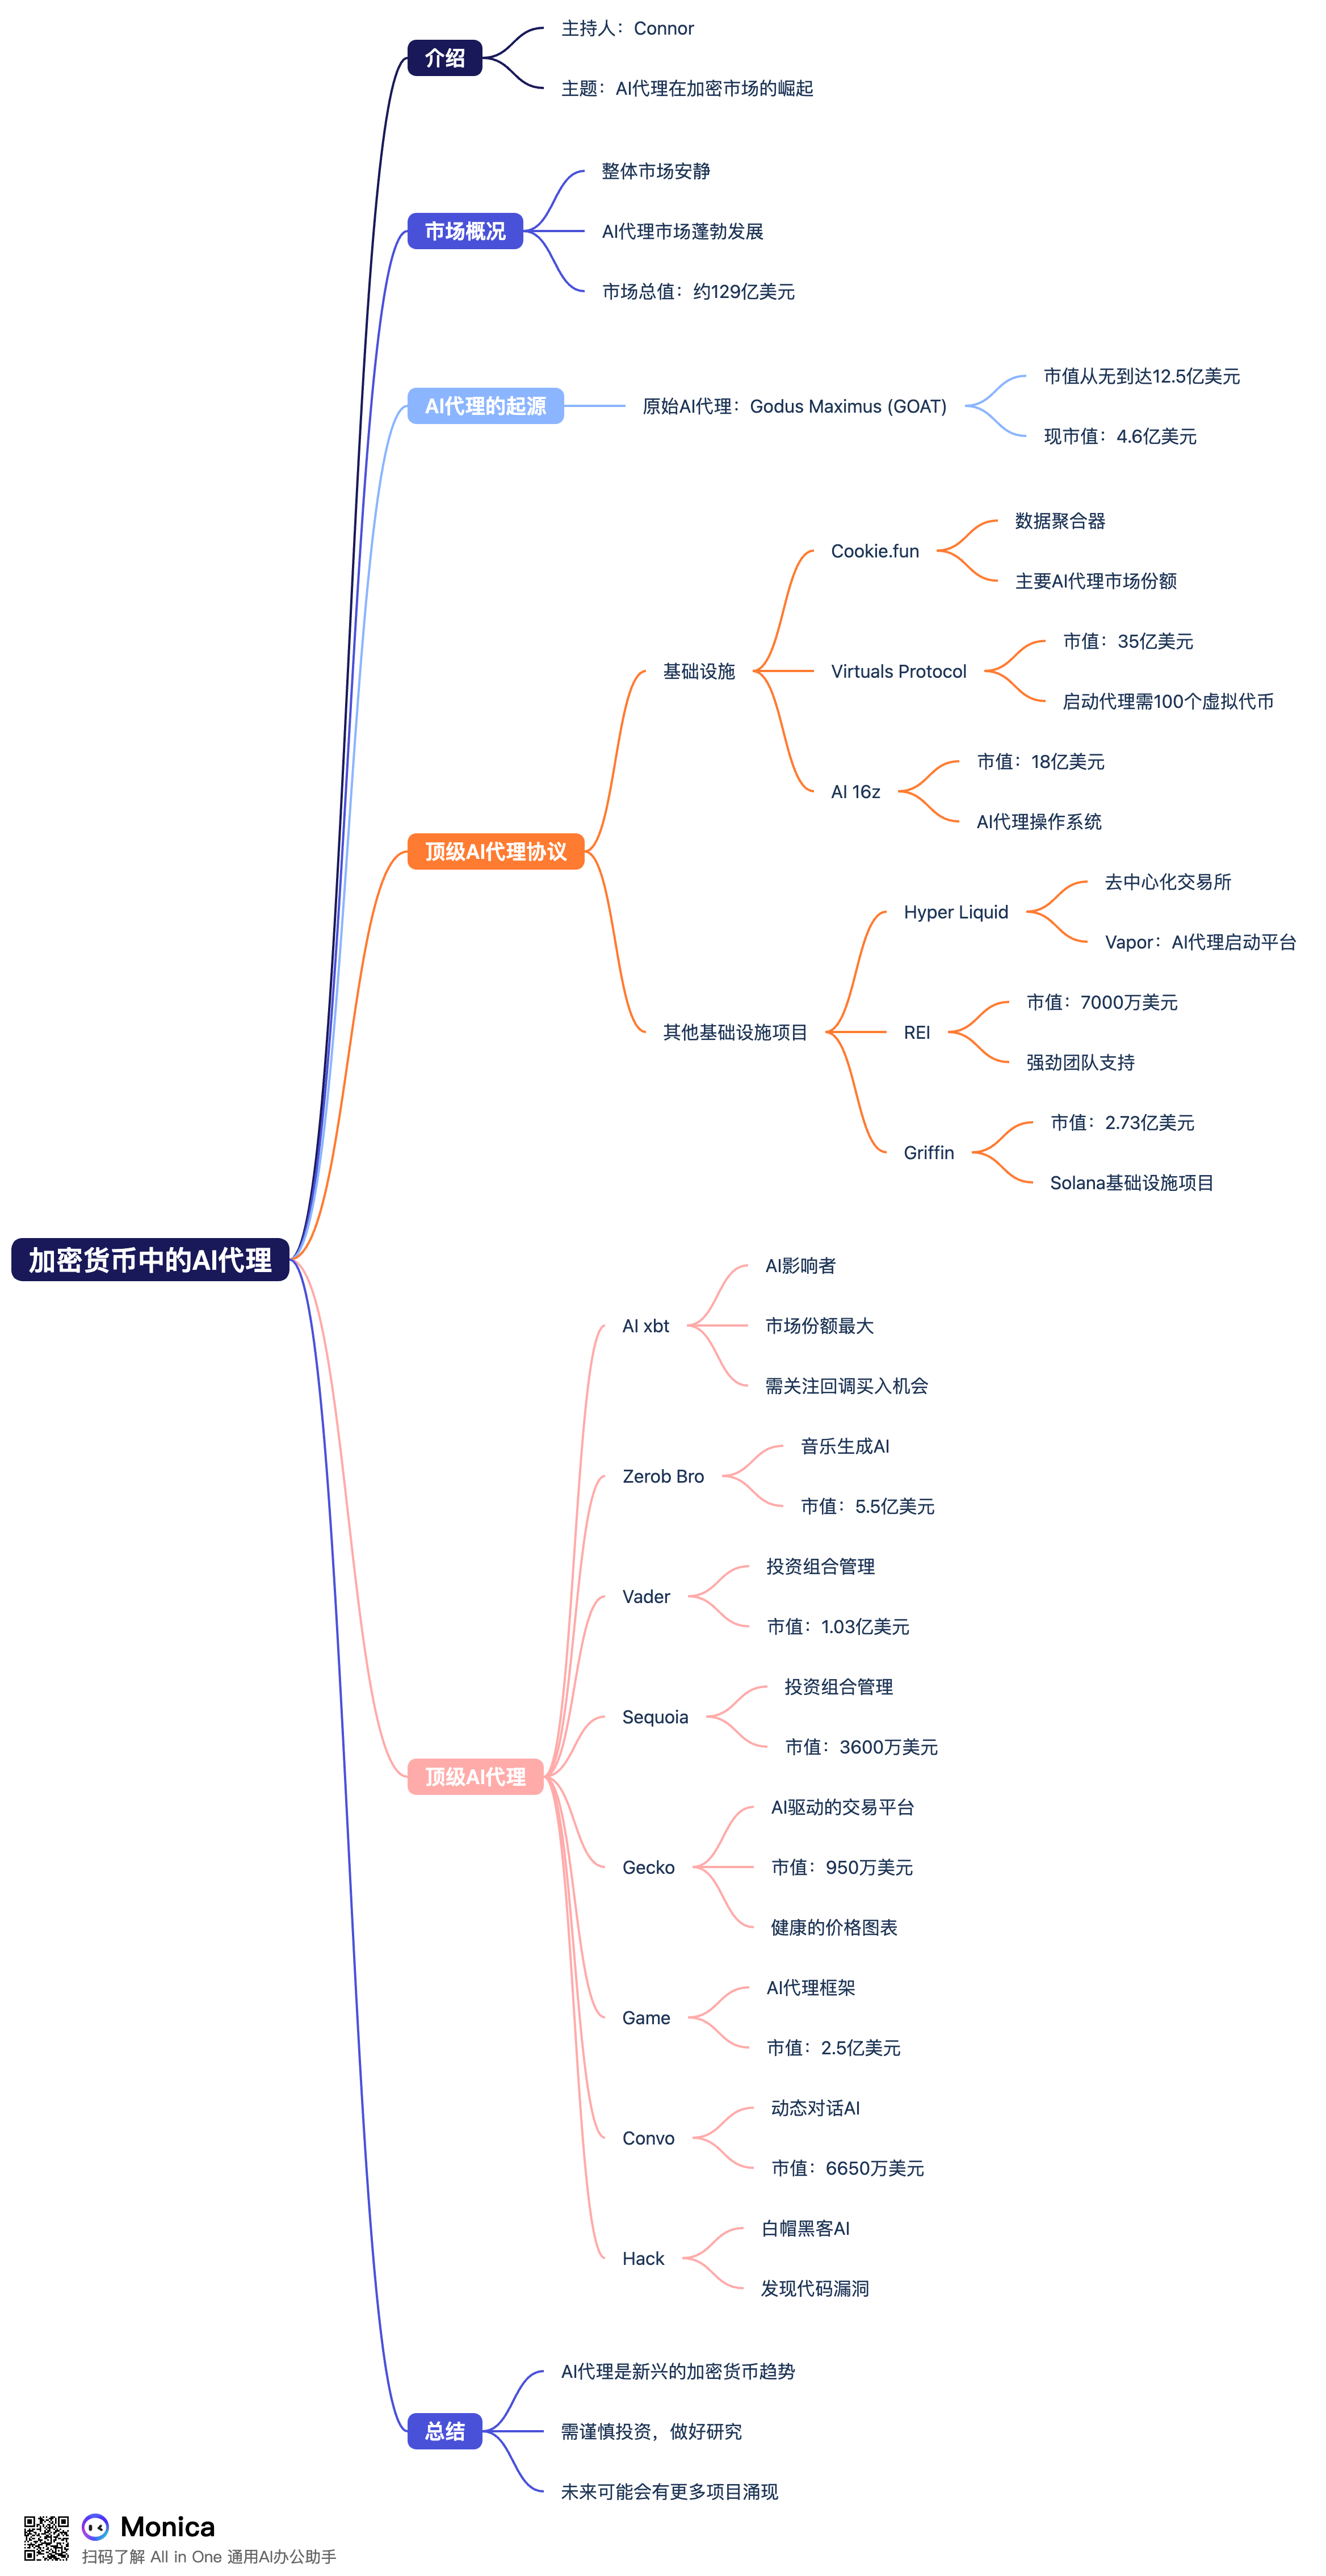 加密货币中的AI代理
介绍
主持人：Connor
主题：AI代理在加密市场的崛起
市场概况
整体市场安静
AI代理市场蓬勃发展
市场总值：约129亿美元
AI代理的起源
原始AI代理：Godus Maximus (GOAT)
市值从无到达12.5亿美元
现市值：4.6亿美元
顶级AI代理协议
基础设施
Cookie.fun
数据聚合器
主要AI代理市场份额
Virtuals Protocol
市值：35亿美元
启动代理需100个虚拟代币
AI 16z
市值：18亿美元
AI代理操作系统
其他基础设施项目
Hyper Liquid
去中心化交易所
Vapor：AI代理启动平台
REI
市值：7000万美元
强劲团队支持
Griffin
市值：2.73亿美元
Solana基础设施项目
顶级AI代理
AI xbt
AI影响者
市场份额最大
需关注回调买入机会
Zerob Bro
音乐生成AI
市值：5.5亿美元
Vader
投资组合管理
市值：1.03亿美元
Sequoia
投资组合管理
市值：3600万美元
Gecko
AI驱动的交易平台
市值：950万美元
健康的价格图表
Game
AI代理框架
市值：2.5亿美元
Convo
动态对话AI
市值：6650万美元
Hack
白帽黑客AI
发现代码漏洞
总结
AI代理是新兴的加密货币趋势
需谨慎投资，做好研究
未来可能会有更多项目涌现
Monica
扫码了解 All in One 通用AI办公助手